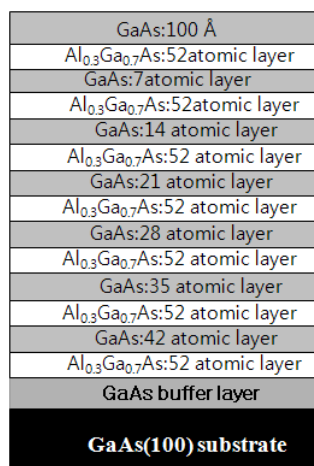 GaAs:100 Å
Al₀.₃Ga₀.₇As:52atomic layer
GaAs:7atomic layer
Al₀.₃Ga₀.₇As:52atomic layer
GaAs:14 atomic layer
Al₀.₃Ga₀.₇As:52 atomic layer
GaAs:21 atomic layer
Al₀.₃Ga₀.₇As:52 atomic layer
GaAs:28 atomic layer
Al₀.₃Ga₀.₇As:52 atomic layer
GaAs:35 atomic layer
Al₀.₃Ga₀.₇As:52 atomic layer
GaAs:42 atomic layer
Al₀.₃Ga₀.₇As:52 atomic layer
GaAs buffer layer
GaAs(100) substrate